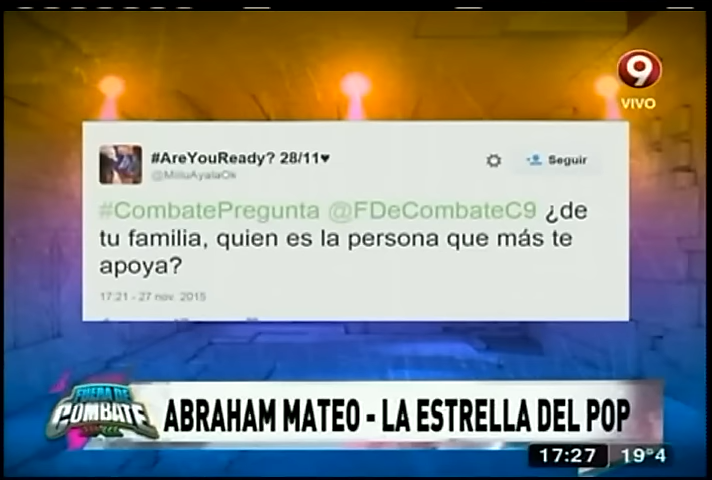 9
VIVO
#AreYouReady? 28/11♥
Seguir
@MiliuAyalaOk
#CombatePregunta @FDeCombateC9 ¿de
tu familia, quien es la persona que más te
apoya?
17:21 - 27 nov. 2015
FUERA DE
COMBATE
ABRAHAM MATEO - LA ESTRELLA DEL POP
17:27 19°4